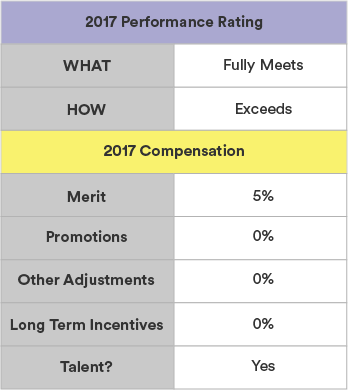 2017 Performance Rating
WHAT Fully Meets
HOW Exceeds
2017 Compensation
Merit 5%
Promotions 0%
Other Adjustments 0%
Long Term Incentives 0%
Talent? Yes